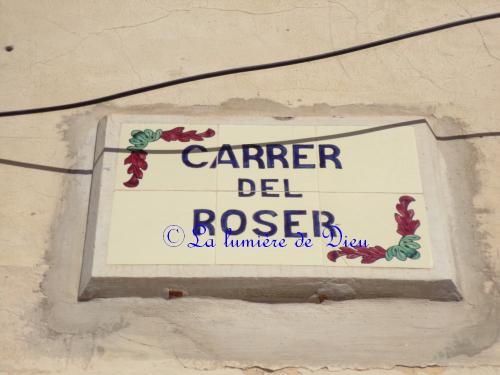 CARRER
DEL
ROSER
© La lumière de Dieu